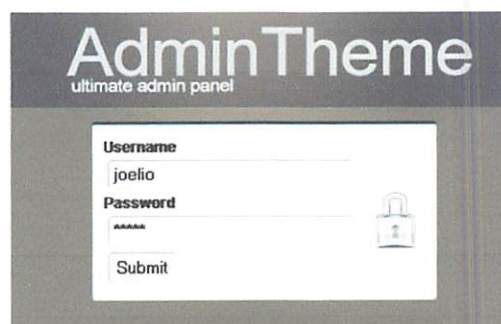 AdminTheme
ultimate admin panel
Username
joelio
Password
*****
Submit